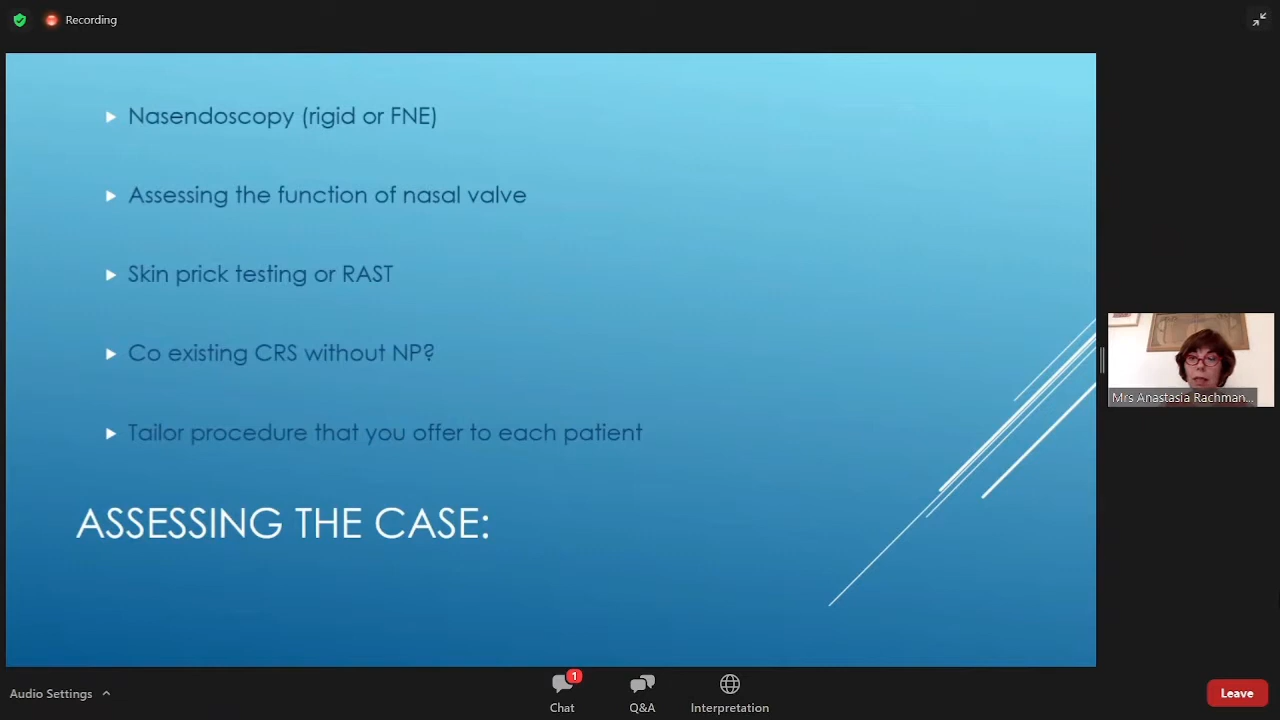 Recording
Nasendoscopy (rigid or FNE)
Assessing the function of nasal valve
Skin prick testing or RAST
Co existing CRS without NP?
Tailor procedure that you offer to each patient
ASSESSING THE CASE:
Mrs Anastasia Rachman...
Audio Settings
1
Chat
Q&A
Interpretation
Leave